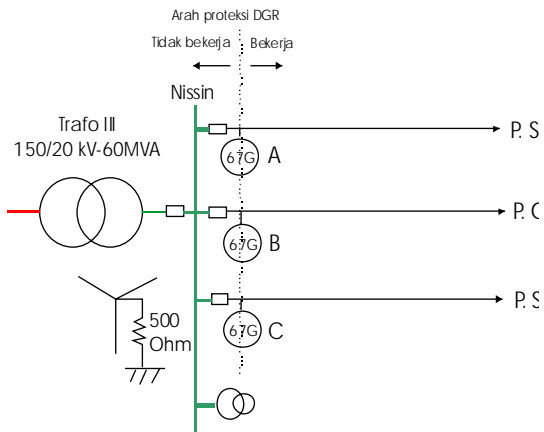 Arah proteksi DGR
Tidak bekerja
Bekerja
Nissin
Trafo III
150/20 kV-60MVA
67G A
P. S
67G B
P. C
67G C
P. S
500
Ohm